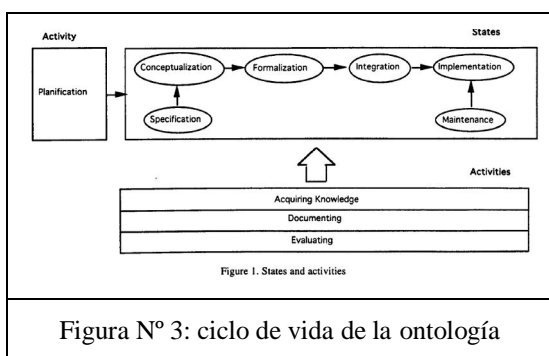 Activity
States
Planification
Conceptualization
Formalization
Integration
Implementation
Specification
Maintenance
Activities
Acquiring Knowledge
Documenting
Evaluating
Figure 1. States and activities
Figura Nº 3: ciclo de vida de la ontología